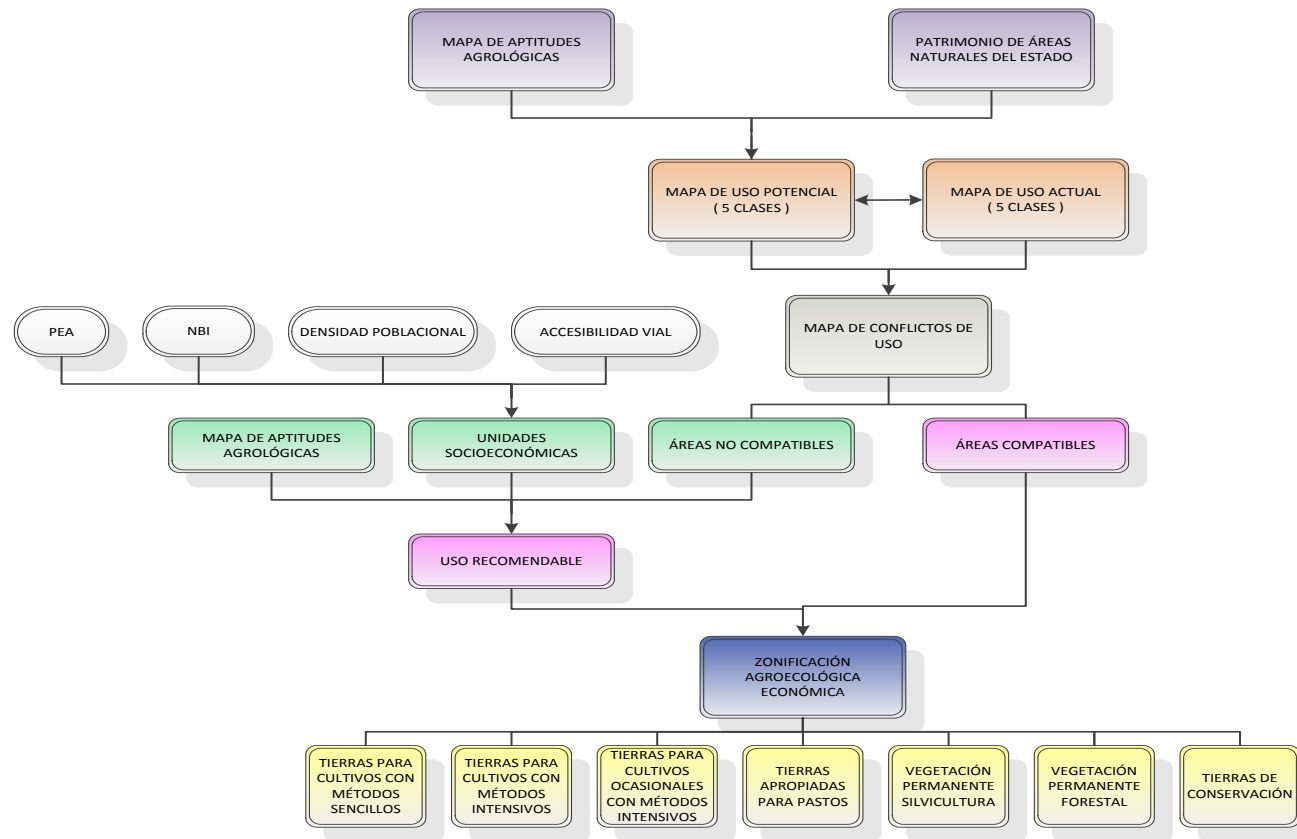 MAPA DE APTITUDES
AGROLÓGICAS
PATRIMONIO DE ÁREAS
NATURALES DEL ESTADO
MAPA DE USO POTENCIAL
( 5 CLASES )
MAPA DE USO ACTUAL
( 5 CLASES )
PEA
NBI
DENSIDAD POBLACIONAL
ACCESIBILIDAD VIAL
MAPA DE CONFLICTOS DE
USO
MAPA DE APTITUDES
AGROLÓGICAS
UNIDADES
SOCIOECONÓMICAS
ÁREAS NO COMPATIBLES
ÁREAS COMPATIBLES
USO RECOMENDABLE
ZONIFICACIÓN
AGROECOLÓGICA
ECONÓMICA
TIERRAS PARA
CULTIVOS CON
MÉTODOS
SENCILLOS
TIERRAS PARA
CULTIVOS CON
MÉTODOS
INTENSIVOS
TIERRAS PARA
CULTIVOS
OCASIONALES
CON MÉTODOS
INTENSIVOS
TIERRAS
APROPIADAS
PARA PASTOS
VEGETACIÓN
PERMANENTE
SILVICULTURA
VEGETACIÓN
PERMANENTE
FORESTAL
TIERRAS DE
CONSERVACIÓN